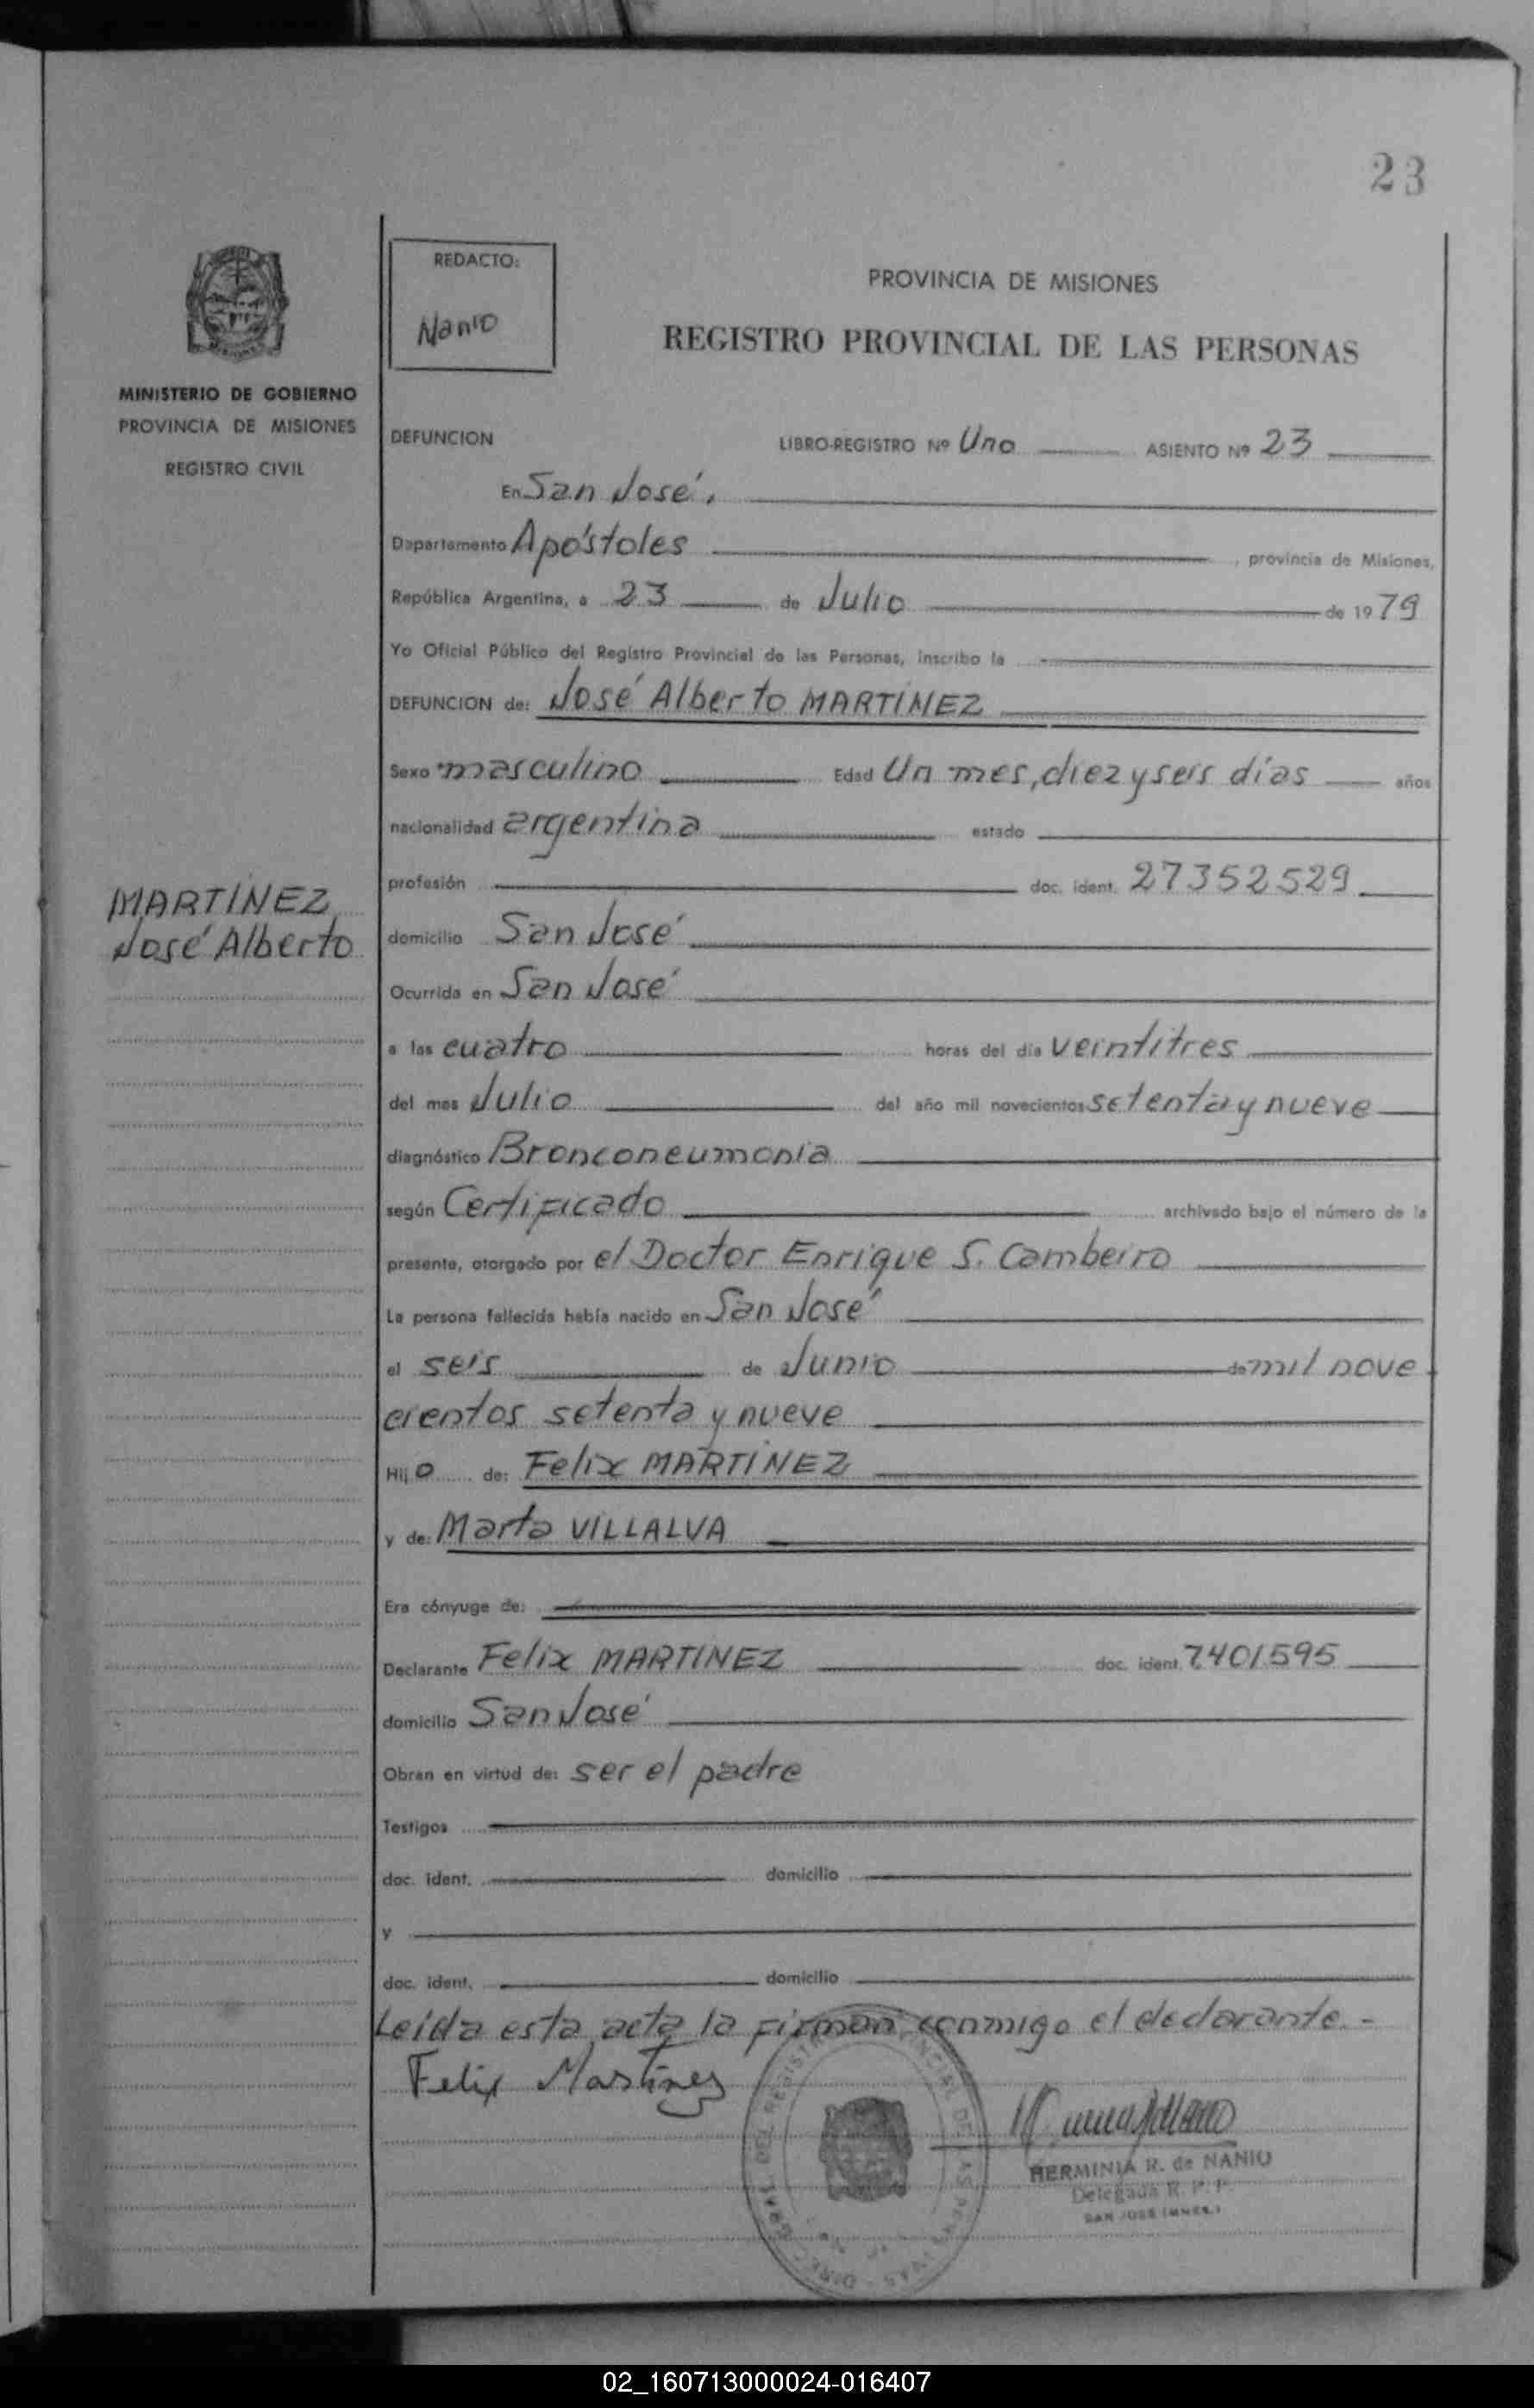 23
REDACTO:
Nanio
PROVINCIA DE MISIONES
REGISTRO PROVINCIAL DE LAS PERSONAS
MINISTERIO DE GOBIERNO
PROVINCIA DE MISIONES
REGISTRO CIVIL
DEFUNCION LIBRO-REGISTRO Nº Uno ASIENTO Nº 23
En San José,
Departamento Apóstoles, provincia de Misiones,
República Argentina, a 23 de Julio de 1979
Yo Oficial Público del Registro Provincial de las Personas, inscribo la
DEFUNCION de: José Alberto MARTÍNEZ
Sexo masculino Edad Un mes, diez y seis días años
nacionalidad argentina estado
profesión doc. ident. 27352529
MARTÍNEZ
José Alberto
domicilio San José
Ocurrida en San José
a las cuatro horas del día veintitres
del mes Julio del año mil novecientos setenta y nueve
diagnóstico Bronconeumonía
según Certificado archivado bajo el número de la
presente, otorgado por el Doctor Enrique S. Cambeiro
La persona fallecida había nacido en San José
el seis de Junio de mil nove
cientos setenta y nueve
Hijo de: Felix MARTÍNEZ
y de: Marta VILLALVA
Era cónyuge de:
Declarante Felix MARTINEZ doc. ident. 7401595
domicilio San José
Obran en virtud de: ser el padre
Testigos
doc. ident. domicilio
y
doc. ident. domicilio
Leída esta acta la firman conmigo el declarante.-
Felix Martinez
HERMINIA R. de NANIO
Delegada R. P. P.
SAN JOSE (MNES.)
02_160713000024-016407